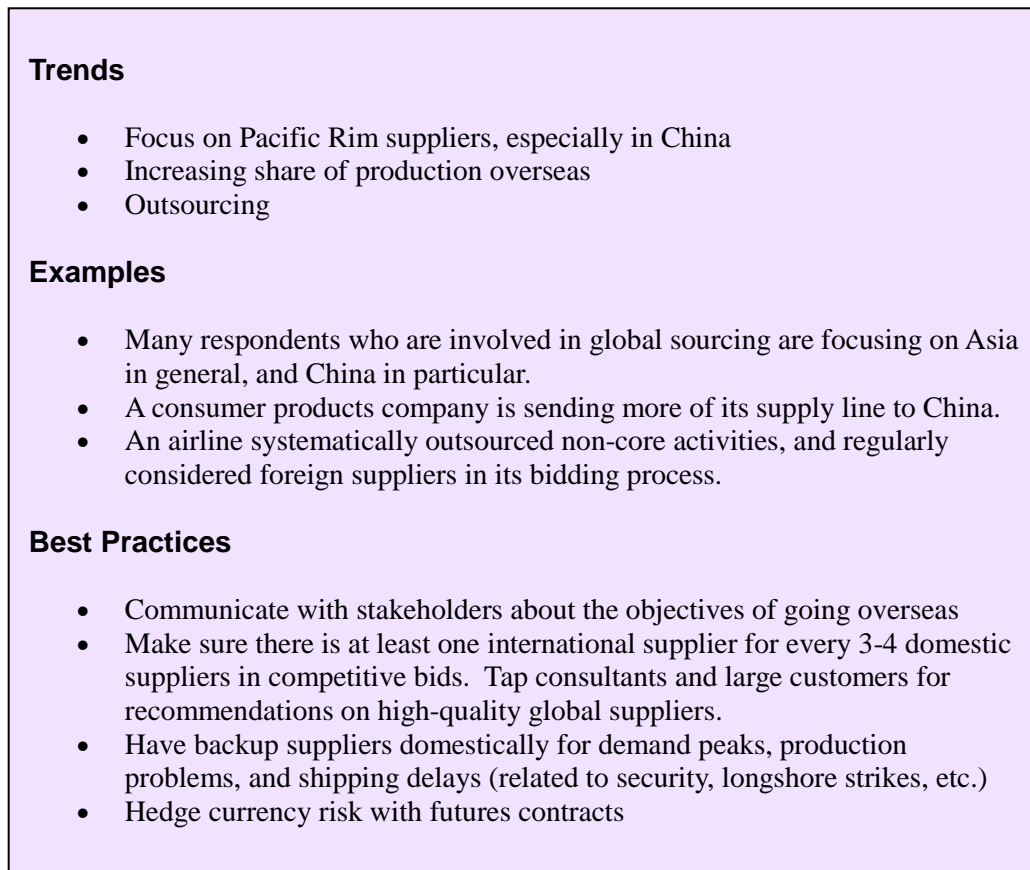 Trends
• Focus on Pacific Rim suppliers, especially in China
• Increasing share of production overseas
• Outsourcing
Examples
• Many respondents who are involved in global sourcing are focusing on Asia
in general, and China in particular.
• A consumer products company is sending more of its supply line to China.
• An airline systematically outsourced non-core activities, and regularly
considered foreign suppliers in its bidding process.
Best Practices
• Communicate with stakeholders about the objectives of going overseas
• Make sure there is at least one international supplier for every 3-4 domestic
suppliers in competitive bids.  Tap consultants and large customers for
recommendations on high-quality global suppliers.
• Have backup suppliers domestically for demand peaks, production
problems, and shipping delays (related to security, longshore strikes, etc.)
• Hedge currency risk with futures contracts